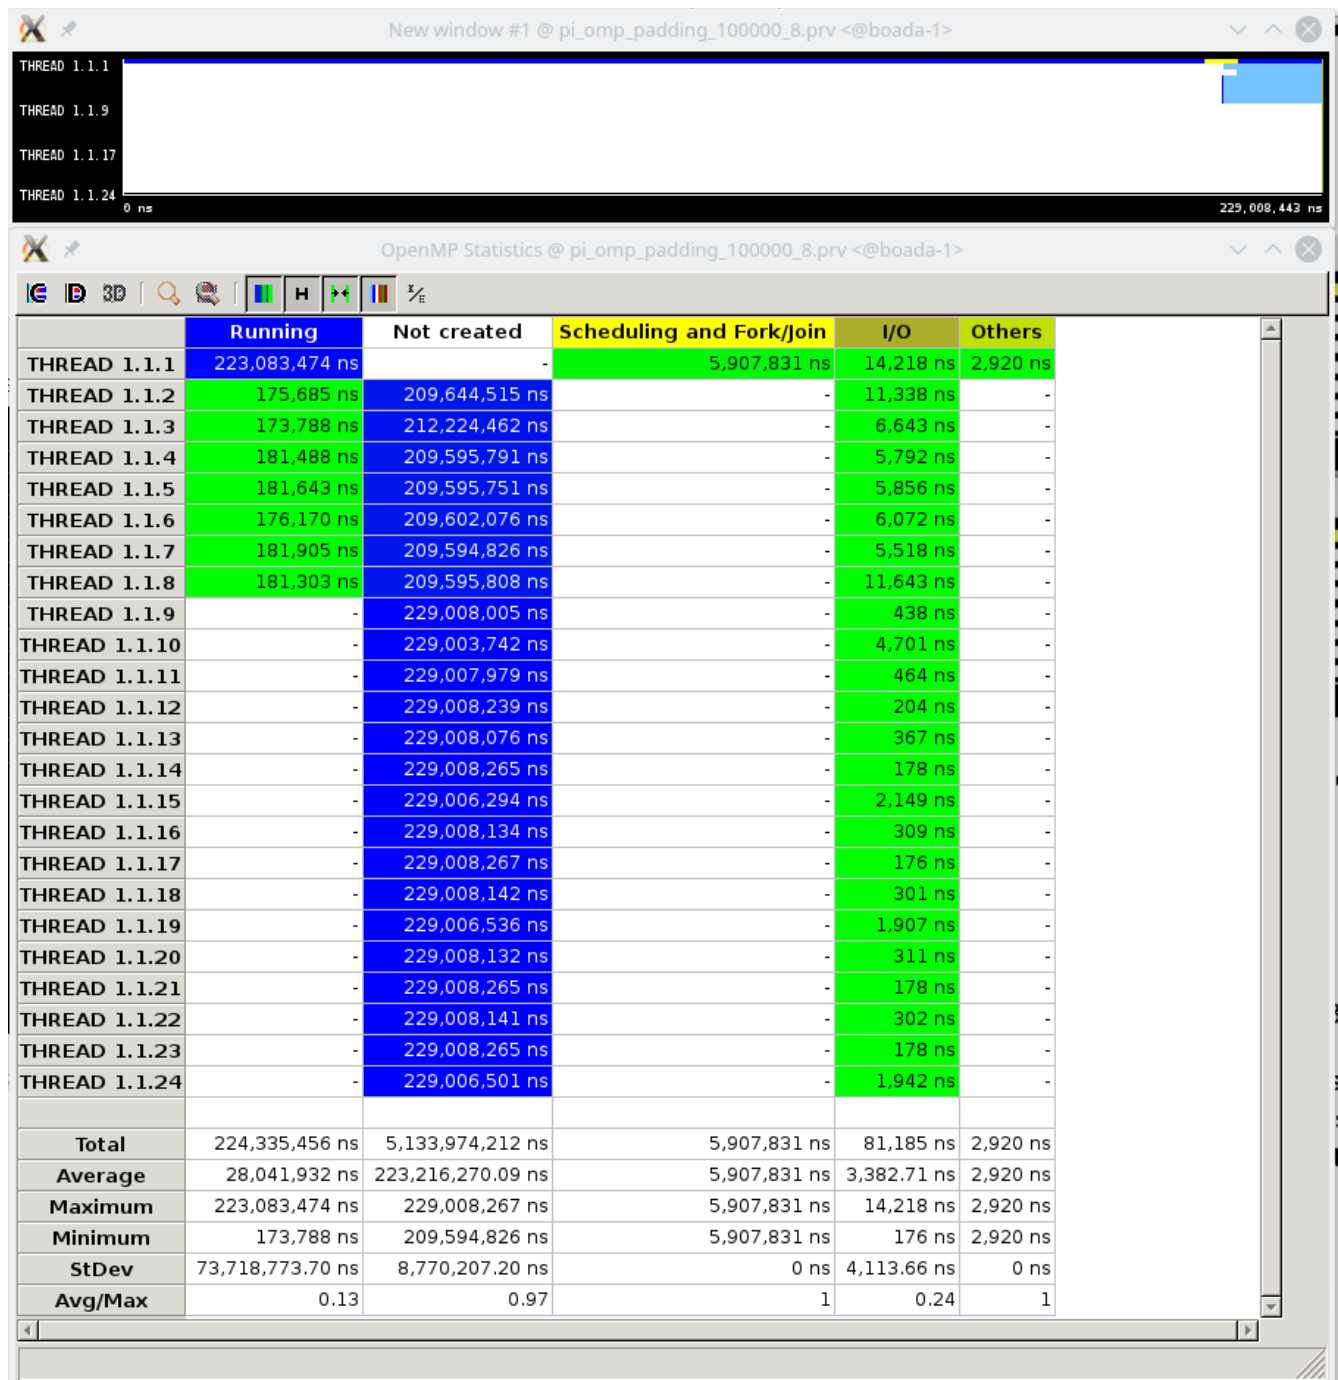 New window #1 @ pi_omp_padding_100000_8.prv <@boada-1>
THREAD 1.1.1
THREAD 1.1.9
THREAD 1.1.17
THREAD 1.1.24
0 ns 229,008,443 ns
OpenMP Statistics @ pi_omp_padding_100000_8.prv <@boada-1>
IC ID 3D H Σ/E
Running Not created Scheduling and Fork/Join I/O Others
THREAD 1.1.1 223,083,474 ns - 5,907,831 ns 14,218 ns 2,920 ns
THREAD 1.1.2 175,685 ns 209,644,515 ns - 11,338 ns -
THREAD 1.1.3 173,788 ns 212,224,462 ns - 6,643 ns -
THREAD 1.1.4 181,488 ns 209,595,791 ns - 5,792 ns -
THREAD 1.1.5 181,643 ns 209,595,751 ns - 5,856 ns -
THREAD 1.1.6 176,170 ns 209,602,076 ns - 6,072 ns -
THREAD 1.1.7 181,905 ns 209,594,826 ns - 5,518 ns -
THREAD 1.1.8 181,303 ns 209,595,808 ns - 11,643 ns -
THREAD 1.1.9 - 229,008,005 ns - 438 ns -
THREAD 1.1.10 - 229,003,742 ns - 4,701 ns -
THREAD 1.1.11 - 229,007,979 ns - 464 ns -
THREAD 1.1.12 - 229,008,239 ns - 204 ns -
THREAD 1.1.13 - 229,008,076 ns - 367 ns -
THREAD 1.1.14 - 229,008,265 ns - 178 ns -
THREAD 1.1.15 - 229,006,294 ns - 2,149 ns -
THREAD 1.1.16 - 229,008,134 ns - 309 ns -
THREAD 1.1.17 - 229,008,267 ns - 176 ns -
THREAD 1.1.18 - 229,008,142 ns - 301 ns -
THREAD 1.1.19 - 229,006,536 ns - 1,907 ns -
THREAD 1.1.20 - 229,008,132 ns - 311 ns -
THREAD 1.1.21 - 229,008,265 ns - 178 ns -
THREAD 1.1.22 - 229,008,141 ns - 302 ns -
THREAD 1.1.23 - 229,008,265 ns - 178 ns -
THREAD 1.1.24 - 229,006,501 ns - 1,942 ns -
Total 224,335,456 ns 5,133,974,212 ns 5,907,831 ns 81,185 ns 2,920 ns
Average 28,041,932 ns 223,216,270.09 ns 5,907,831 ns 3,382.71 ns 2,920 ns
Maximum 223,083,474 ns 229,008,267 ns 5,907,831 ns 14,218 ns 2,920 ns
Minimum 173,788 ns 209,594,826 ns 5,907,831 ns 176 ns 2,920 ns
StDev 73,718,773.70 ns 8,770,207.20 ns 0 ns 4,113.66 ns 0 ns
Avg/Max 0.13 0.97 1 0.24 1